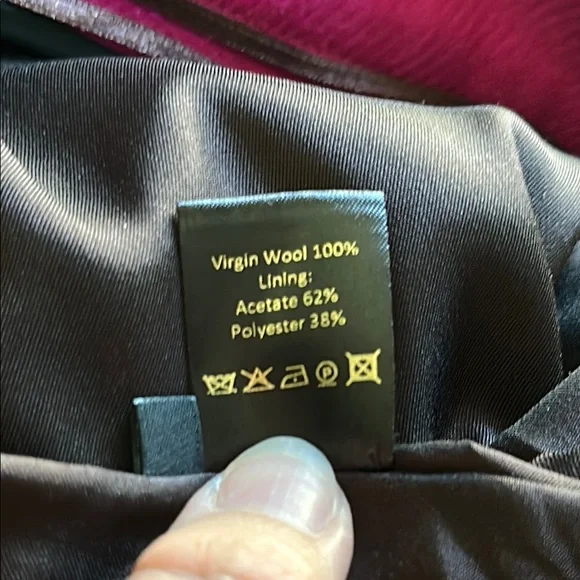 Virgin Wool 100%
Lining:
Acetate 62%
Polyester 38%
P